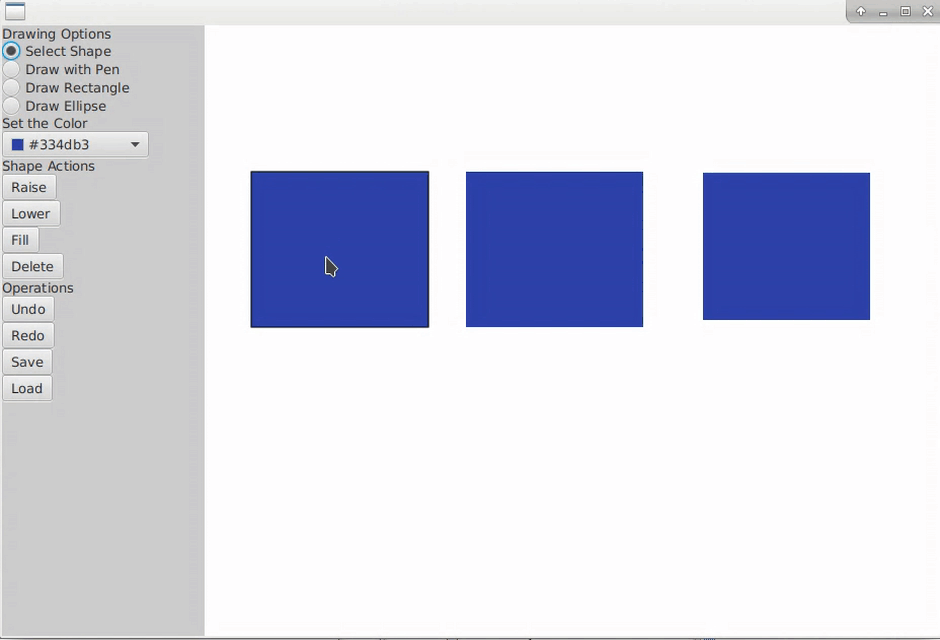 Drawing Options
Select Shape
Draw with Pen
Draw Rectangle
Draw Ellipse
Set the Color
#334db3
Shape Actions
Raise
Lower
Fill
Delete
Operations
Undo
Redo
Save
Load